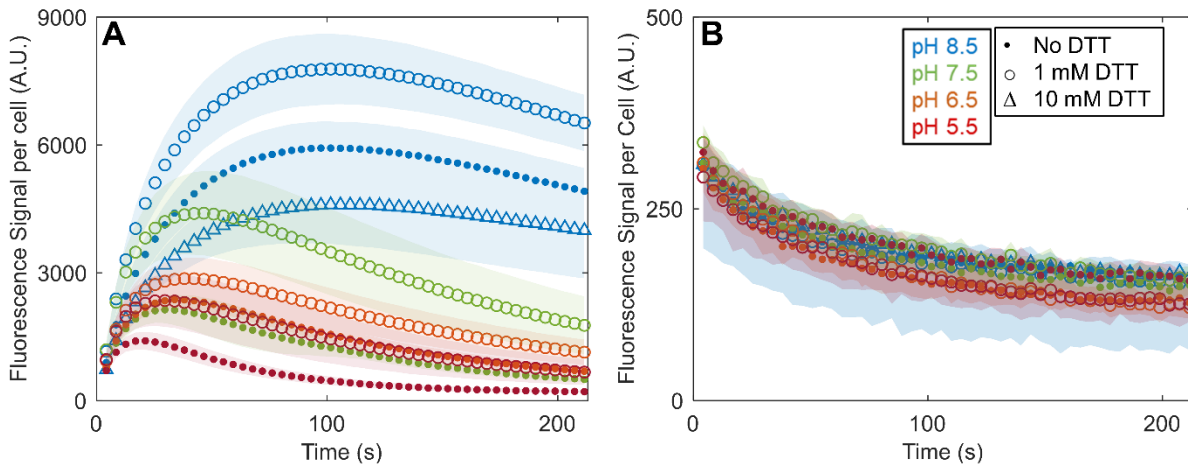 A
Fluorescence Signal per cell (A.U.)
9000
6000
3000
0
0
100
200
Time (s)
B
Fluorescence Signal per Cell (A.U.)
500
250
0
0
100
200
Time (s)
pH 8.5
pH 7.5
pH 6.5
pH 5.5
No DTT
1 mM DTT
10 mM DTT